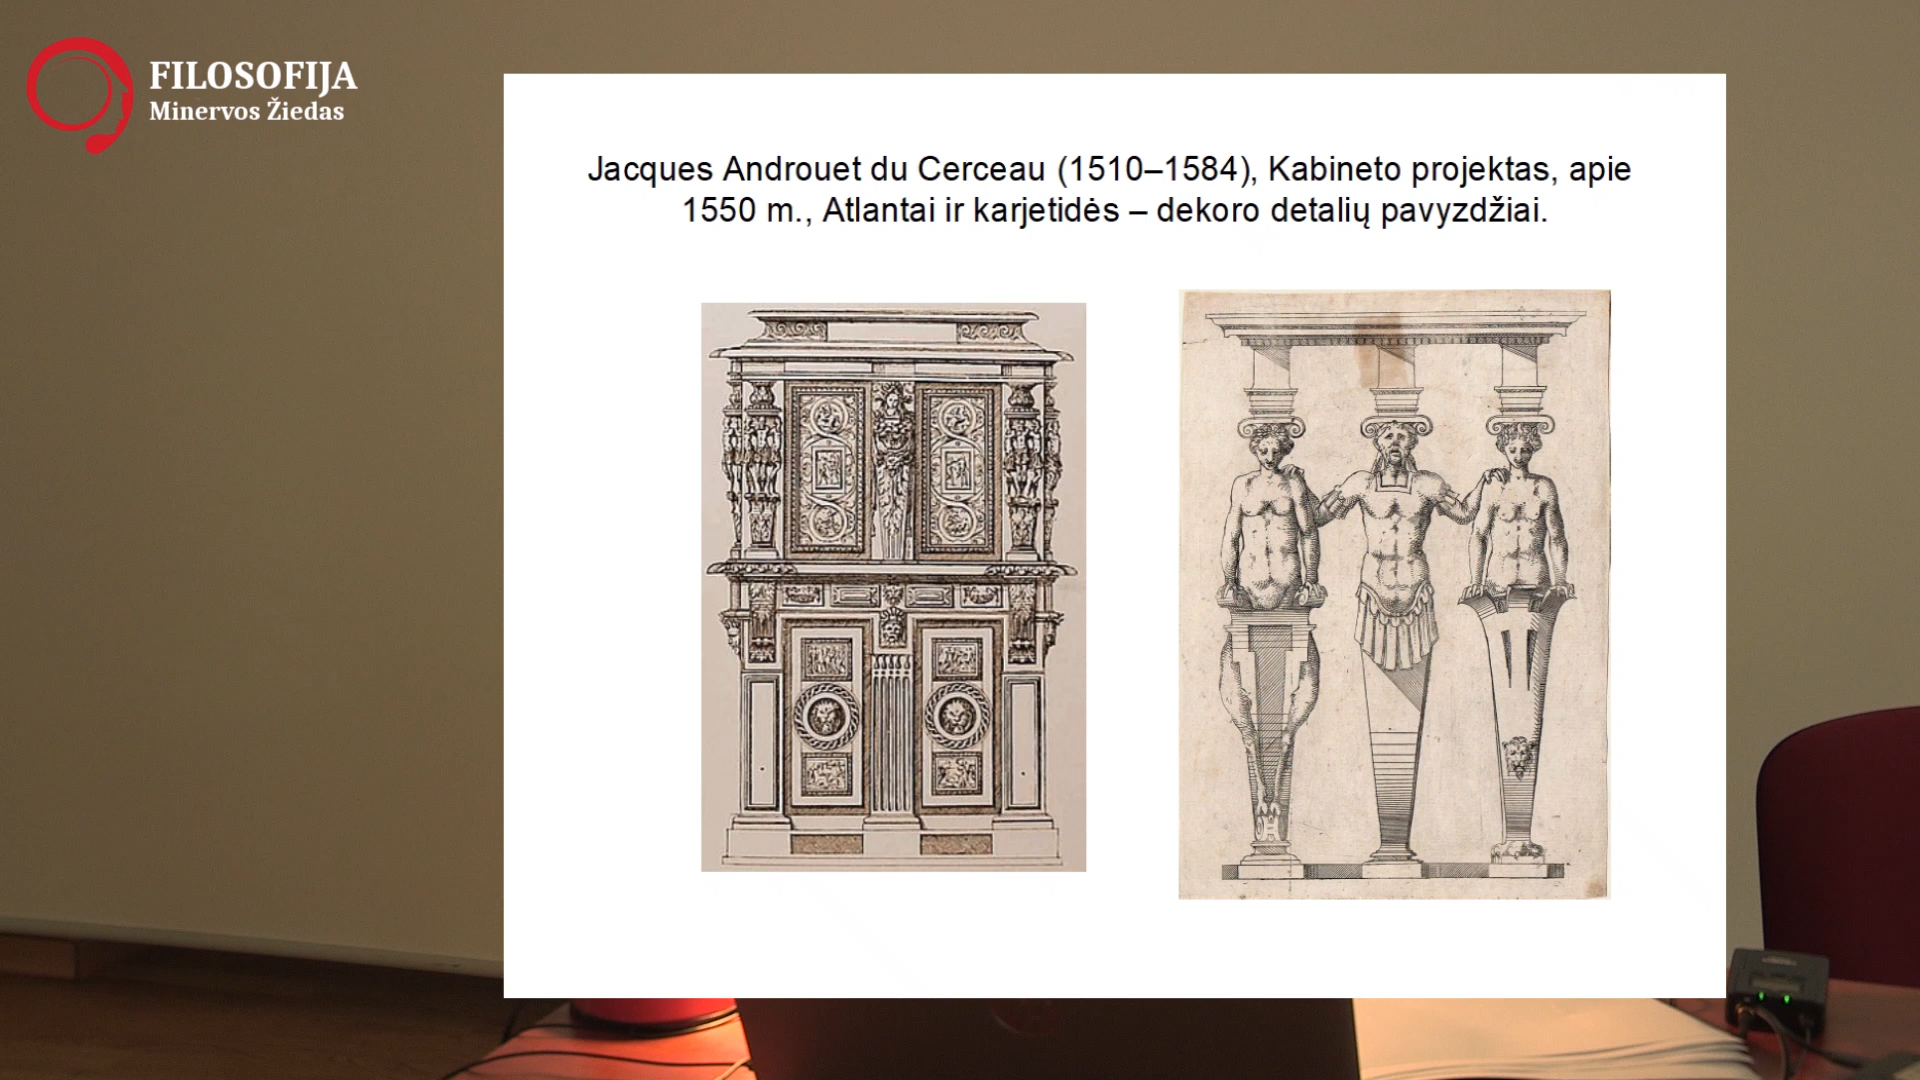 FILOSOFIJA
Minervos Žiedas
Jacques Androuet du Cerceau (1510–1584), Kabineto projektas, apie
1550 m., Atlantai ir karjetidės – dekoro detalių pavyzdžiai.